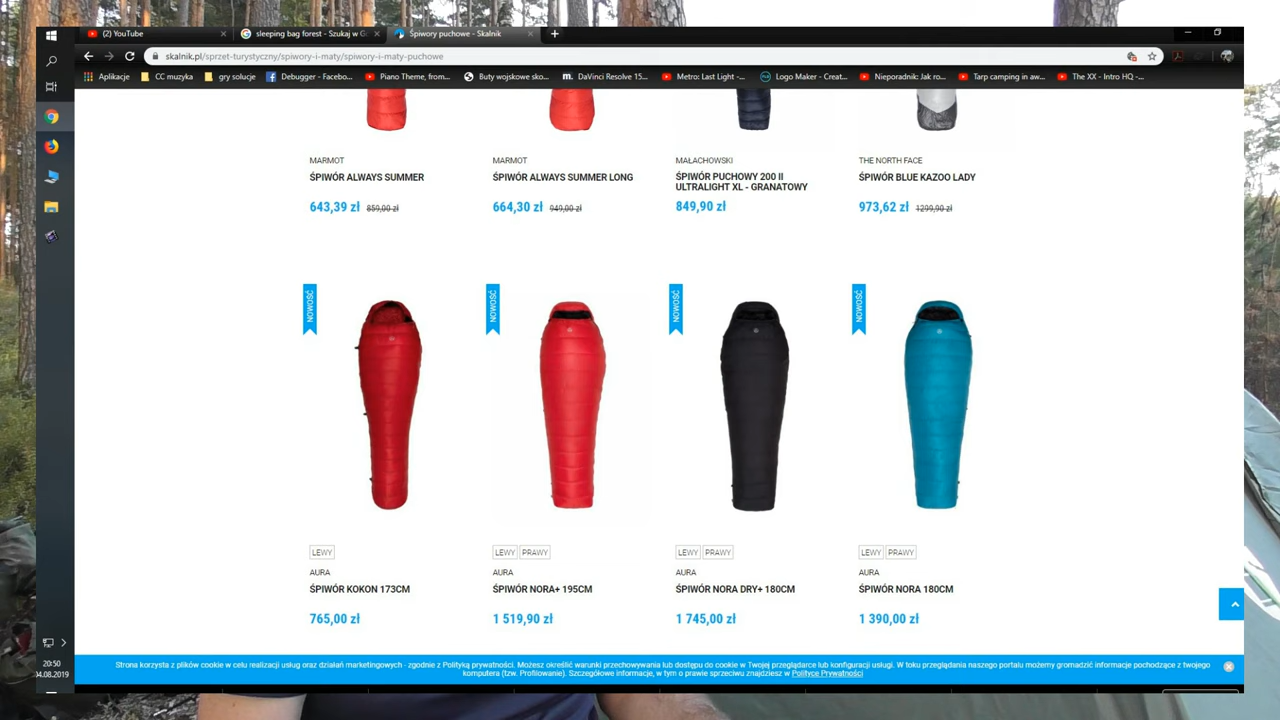 (2) YouTube
sleeping bag forest - Szukaj w Go
Śpiwory puchowe - Skalnik
skalnik.pl/sprzet-turystyczny/spiwory-i-maty/spiwory-i-maty-puchowe
Aplikacje
CC muzyka
gry solucje
Debugger - Faceboo...
Piano Theme, from...
Buty wojskowe sko...
DaVinci Resolve 15...
Metro: Last Light -...
Logo Maker - Creat...
Nieporadnik: Jak ro...
Tarp camping in aw...
The XX - Intro HQ -...
MARMOT
ŚPIWÓR ALWAYS SUMMER
643,39 zł 859,00 zł
MARMOT
ŚPIWÓR ALWAYS SUMMER LONG
664,30 zł 949,00 zł
MAŁACHOWSKI
ŚPIWÓR PUCHOWY 200 II
ULTRALIGHT XL - GRANATOWY
849,90 zł
THE NORTH FACE
ŚPIWÓR BLUE KAZOO LADY
973,62 zł 1299,90 zł
NOWOŚĆ
NOWOŚĆ
NOWOŚĆ
NOWOŚĆ
LEWY
AURA
ŚPIWÓR KOKON 173CM
765,00 zł
LEWY PRAWY
AURA
ŚPIWÓR NORA+ 195CM
1 519,90 zł
LEWY PRAWY
AURA
ŚPIWÓR NORA DRY+ 180CM
1 745,00 zł
LEWY PRAWY
AURA
ŚPIWÓR NORA 180CM
1 390,00 zł
Strona korzysta z plików cookie w celu realizacji usług oraz działań marketingowych - zgodnie z Polityką prywatności. Możesz określić warunki przechowywania lub dostępu do cookie w Twojej przeglądarce lub konfiguracji usługi. W toku przeglądania naszego portalu możemy gromadzić informacje pochodzące z twojego
komputera (tzw. Profilowanie). Szczegółowe informacje, w tym o prawie sprzeciwu znajdziesz w Polityce Prywatności
20:50
04.08.2019